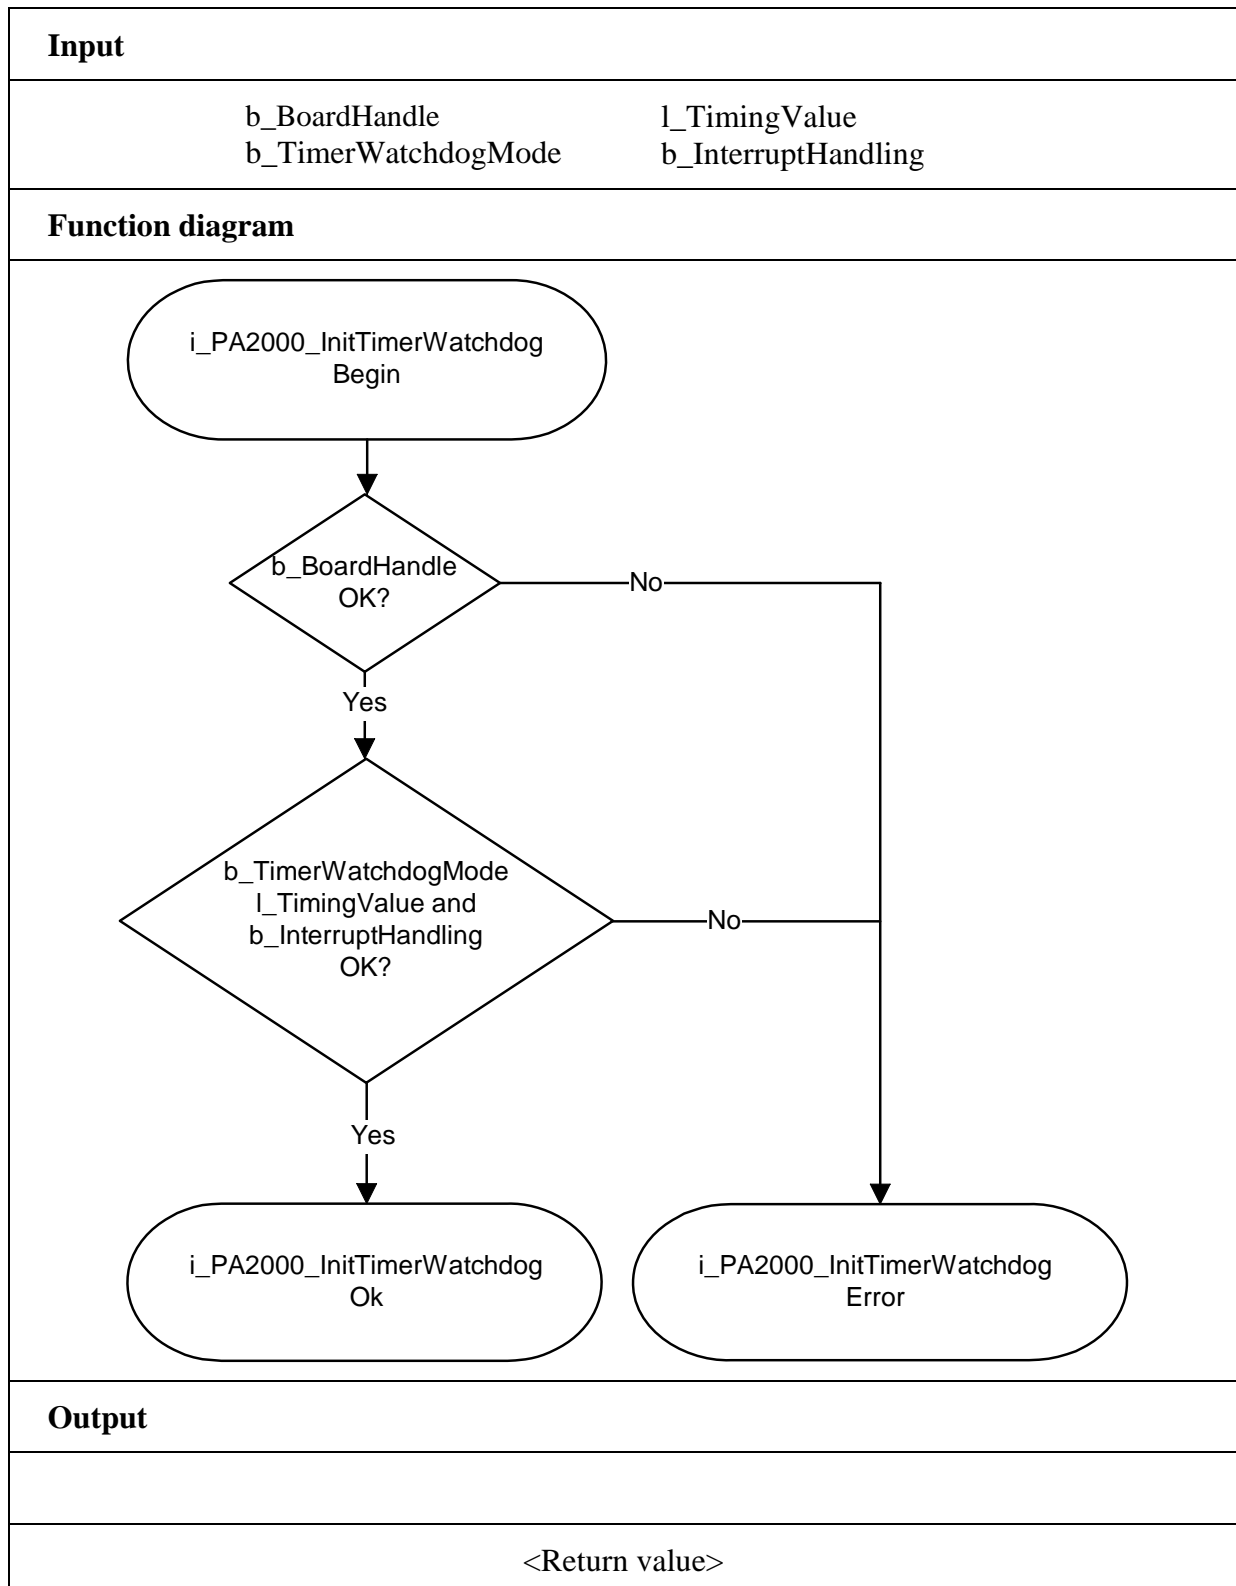 Input
b_BoardHandle l_TimingValue
b_TimerWatchdogMode b_InterruptHandling
Function diagram
i_PA2000_InitTimerWatchdog
Begin
b_BoardHandle
OK?
No
Yes
b_TimerWatchdogMode
l_TimingValue and
b_InterruptHandling
OK?
No
Yes
i_PA2000_InitTimerWatchdog
Ok
i_PA2000_InitTimerWatchdog
Error
Output
<Return value>